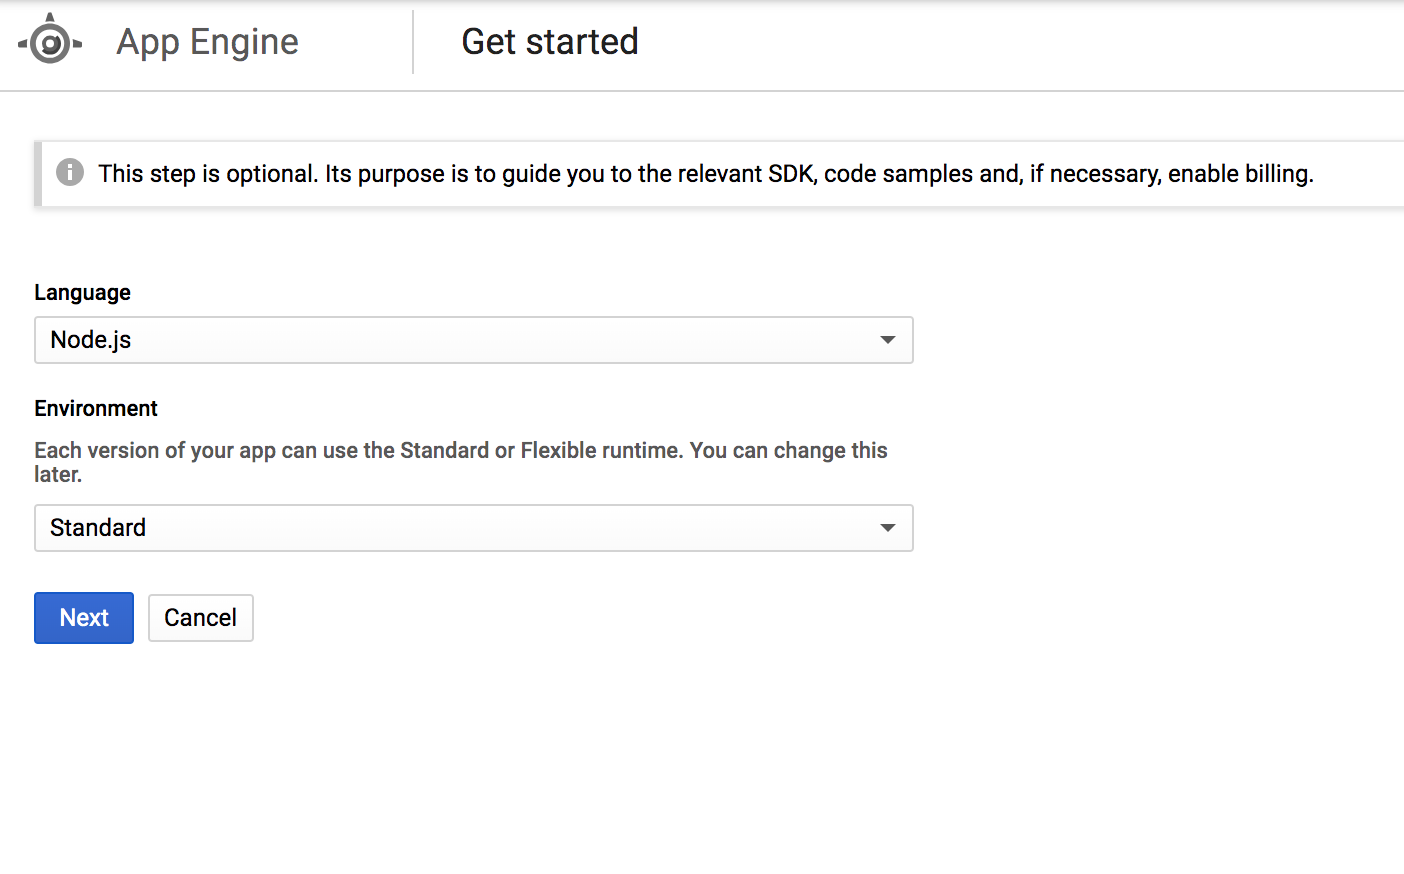 App Engine
Get started
This step is optional. Its purpose is to guide you to the relevant SDK, code samples and, if necessary, enable billing.
Language
Node.js
Environment
Each version of your app can use the Standard or Flexible runtime. You can change this
later.
Standard
Next
Cancel